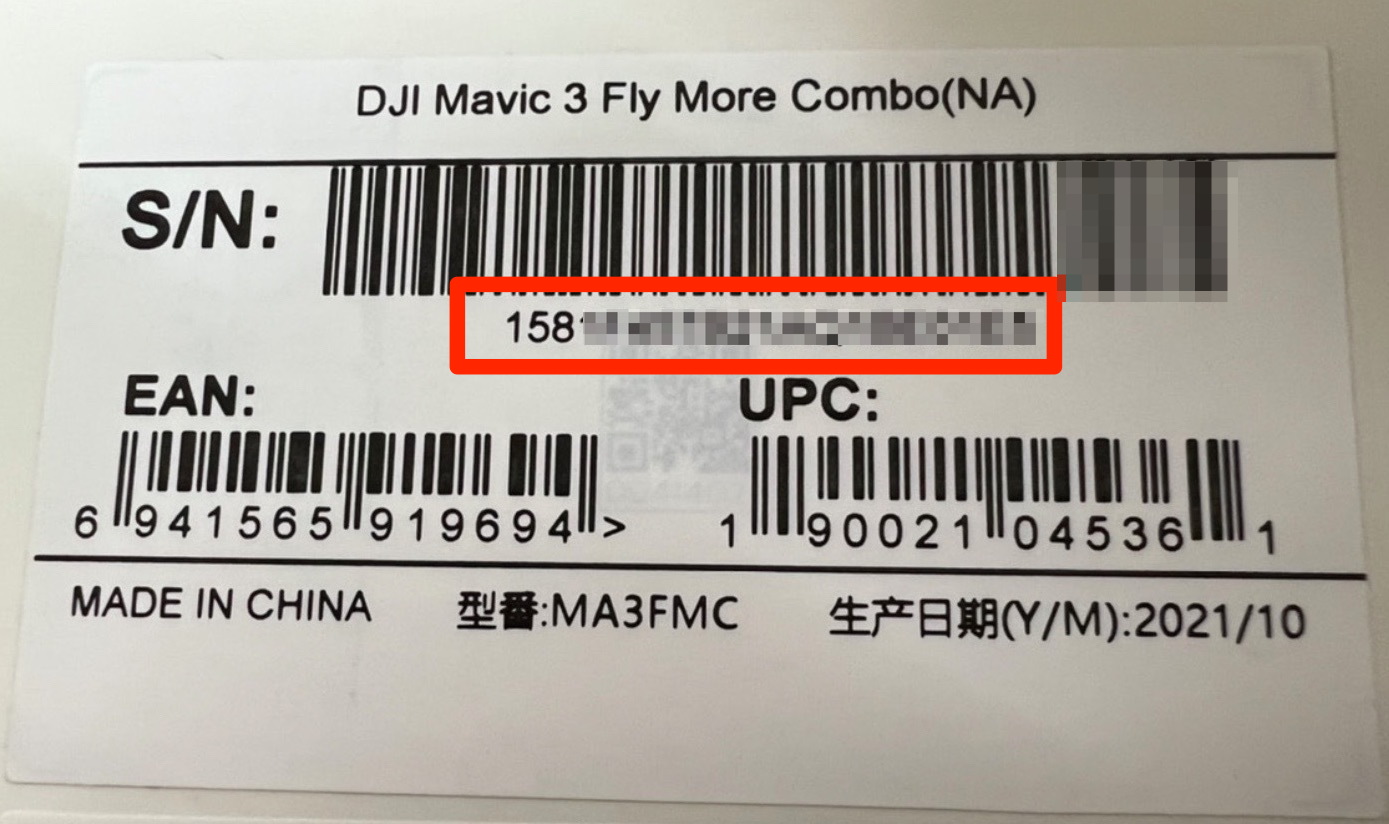 DJI Mavic 3 Fly More Combo(NA)
S/N:
158
EAN:
UPC:
6 941565 919694 >
1 90021 04536 1
MADE IN CHINA
型番:MA3FMC
生产日期(Y/M):2021/10